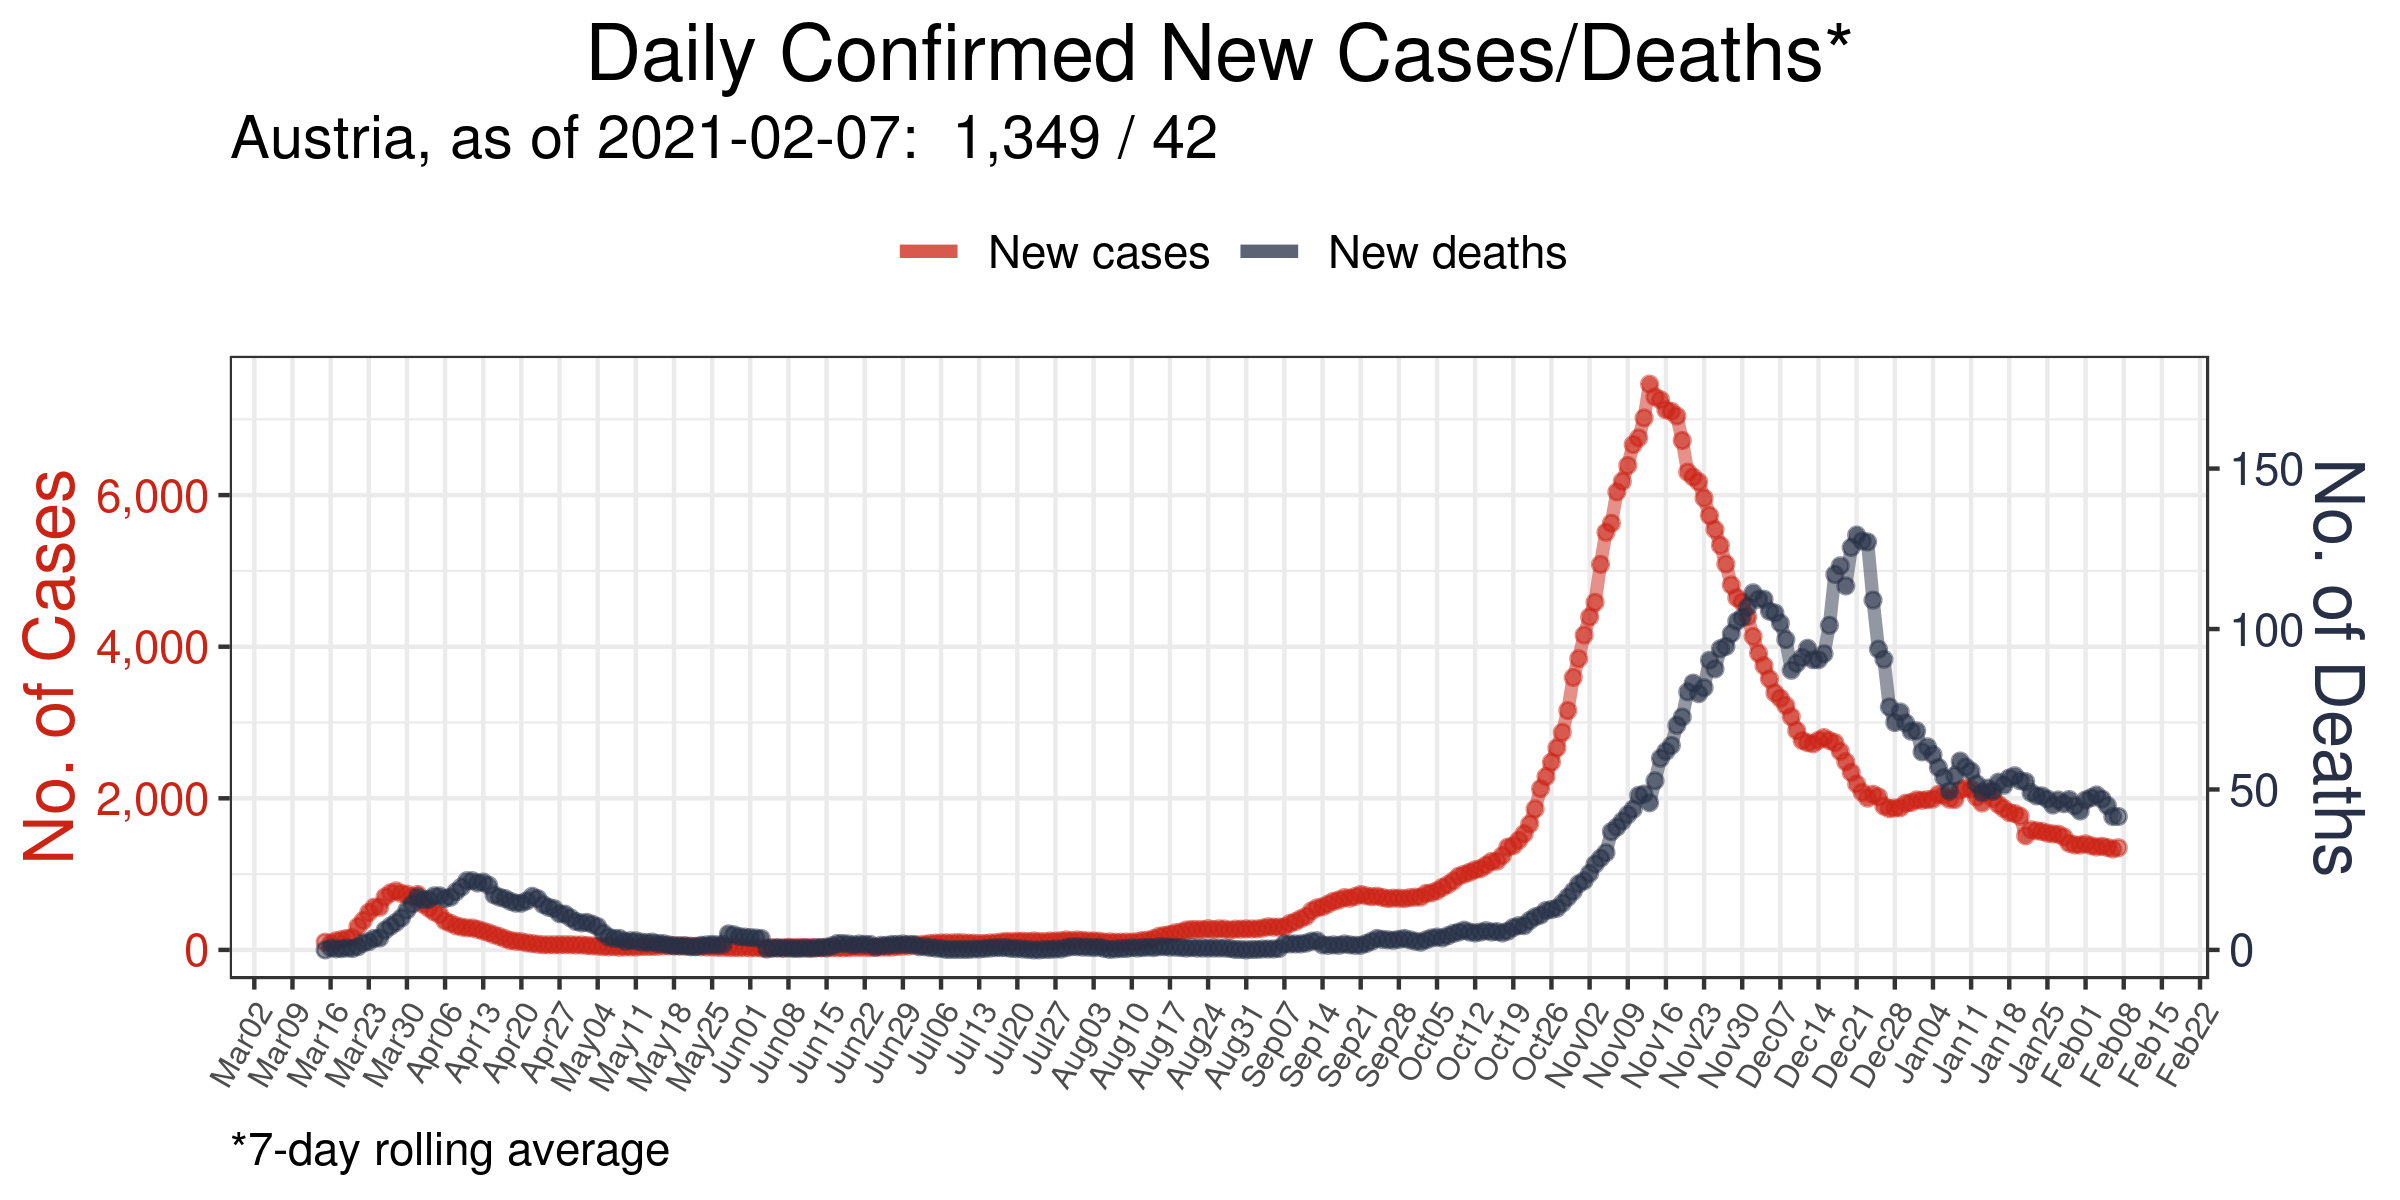 Daily Confirmed New Cases/Deaths*
Austria, as of 2021-02-07:  1,349 / 42
New cases
New deaths
No. of Cases
6,000
4,000
2,000
0
150
100
50
0
No. of Deaths
Mar02
Mar09
Mar16
Mar23
Mar30
Apr06
Apr13
Apr20
Apr27
May04
May11
May18
May25
Jun01
Jun08
Jun15
Jun22
Jun29
Jul06
Jul13
Jul20
Jul27
Aug03
Aug10
Aug17
Aug24
Aug31
Sep07
Sep14
Sep21
Sep28
Oct05
Oct12
Oct19
Oct26
Nov02
Nov09
Nov16
Nov23
Nov30
Dec07
Dec14
Dec21
Dec28
Jan04
Jan11
Jan18
Jan25
Feb01
Feb08
Feb15
Feb22
*7-day rolling average